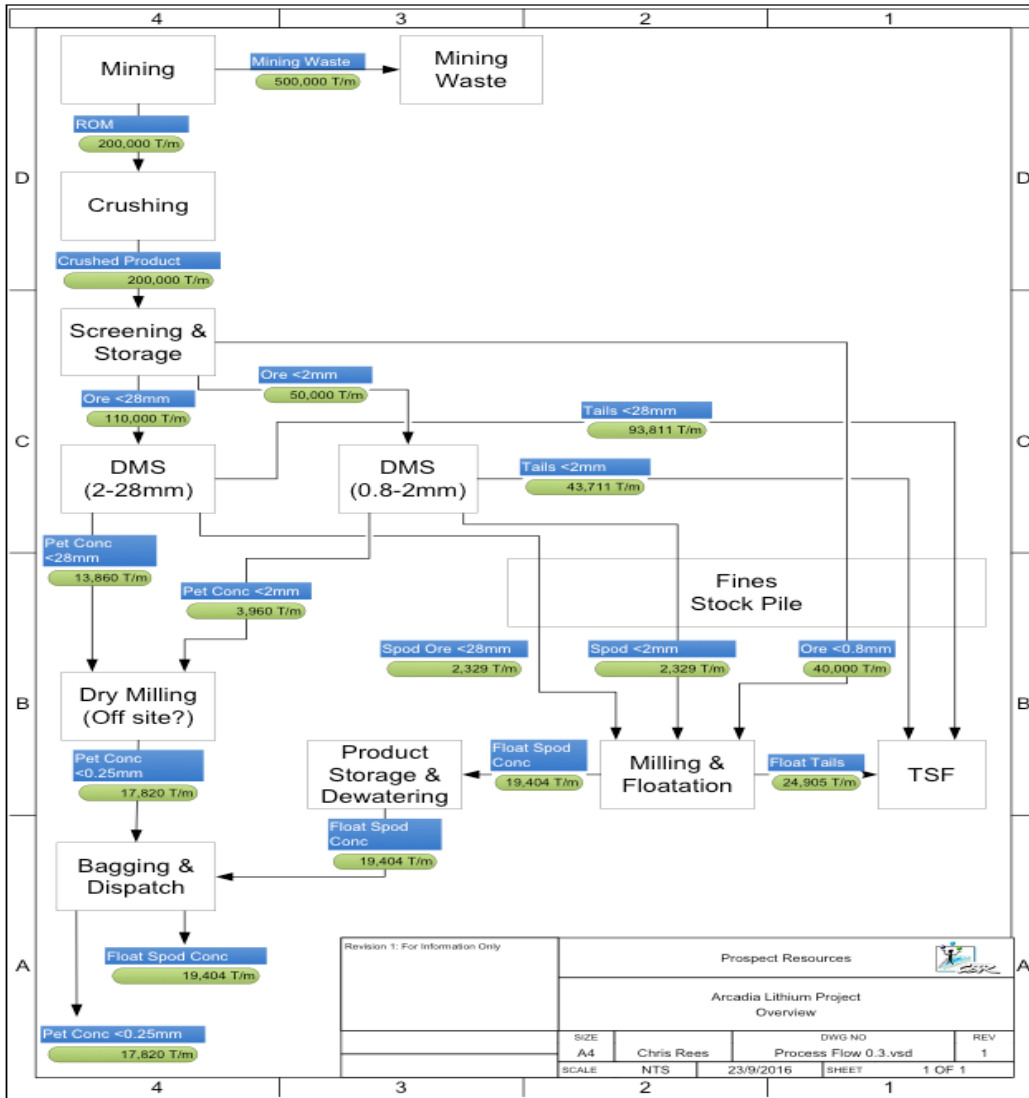 4 3 2 1
Mining
Mining Waste
500,000 T/m
Mining
Waste
ROM
200,000 T/m
D D
Crushing
Crushed Product
200,000 T/m
Screening &
Storage
Ore <2mm
50,000 T/m
Ore <28mm
110,000 T/m
Tails <28mm
93,811 T/m
C C
DMS
(2-28mm)
DMS
(0.8-2mm)
Tails <2mm
43,711 T/m
Pet Conc
<28mm
13,860 T/m
Pet Conc <2mm
3,960 T/m
Fines
Stock Pile
Spod Ore <28mm
2,329 T/m
Spod <2mm
2,329 T/m
Ore <0.8mm
40,000 T/m
B B
Dry Milling
(Off site?)
Pet Conc
<0.25mm
17,820 T/m
Product
Storage &
Dewatering
Float Spod
Conc
19,404 T/m
Milling &
Floatation
Float Tails
24,905 T/m
TSF
Float Spod
Conc
19,404 T/m
Bagging &
Dispatch
A A
Float Spod Conc
19,404 T/m
Pet Conc <0.25mm
17,820 T/m
Revision 1: For Information Only
Prospect Resources
CSR
Arcadia Lithium Project
Overview
SIZE DWG NO REV
A4 Chris Rees Process Flow 0.3.vsd 1
SCALE NTS 23/9/2016 SHEET 1 OF 1
4 3 2 1